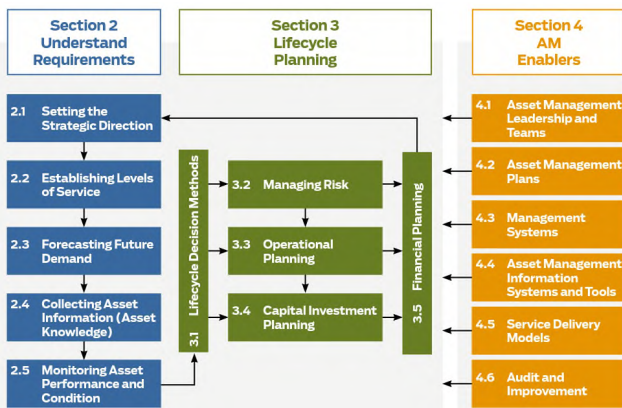 Section 2
Understand
Requirements
Section 3
Lifecycle
Planning
Section 4
AM
Enablers
2.1 Setting the
Strategic Direction
2.2 Establishing Levels
of Service
2.3 Forecasting Future
Demand
2.4 Collecting Asset
Information (Asset
Knowledge)
2.5 Monitoring Asset
Performance and
Condition
3.1 Lifecycle Decision Methods
3.2 Managing Risk
3.3 Operational
Planning
3.4 Capital Investment
Planning
3.5 Financial Planning
4.1 Asset Management
Leadership and
Teams
4.2 Asset Management
Plans
4.3 Management
Systems
4.4 Asset Management
Information
Systems and Tools
4.5 Service Delivery
Models
4.6 Audit and
Improvement